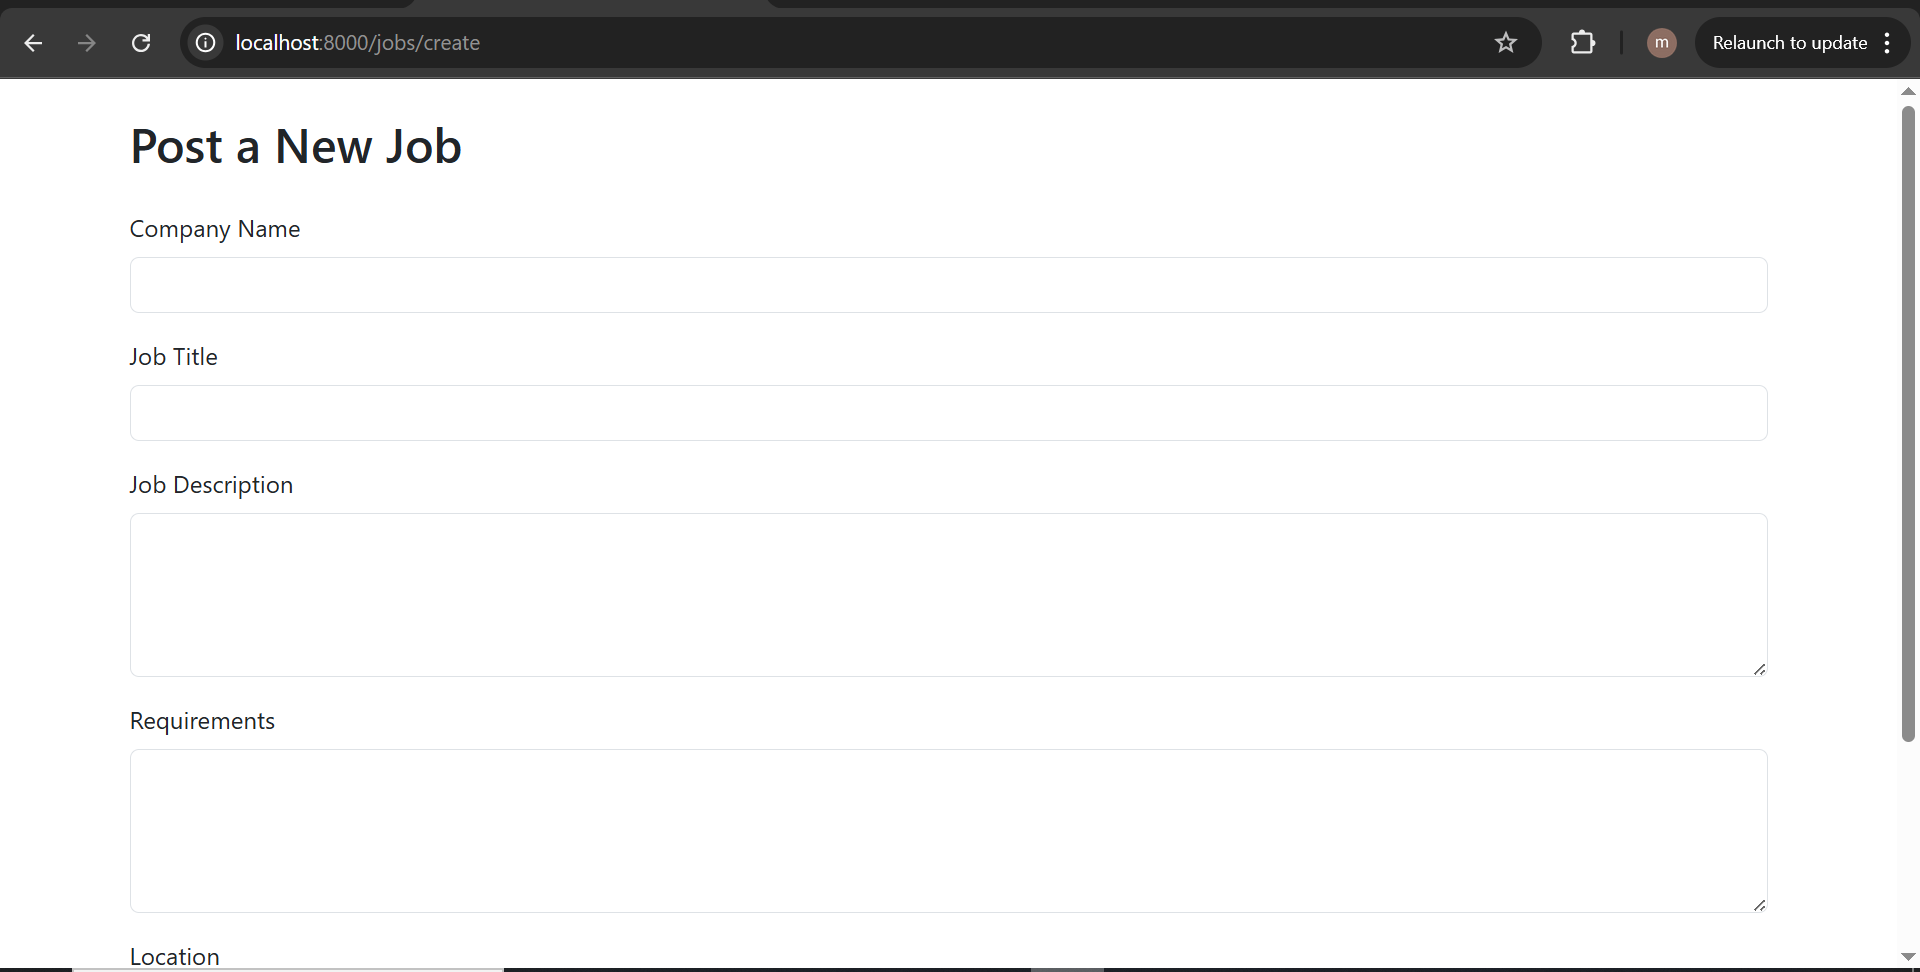 localhost:8000/jobs/create
m
Relaunch to update
Post a New Job
Company Name
Job Title
Job Description
Requirements
Location